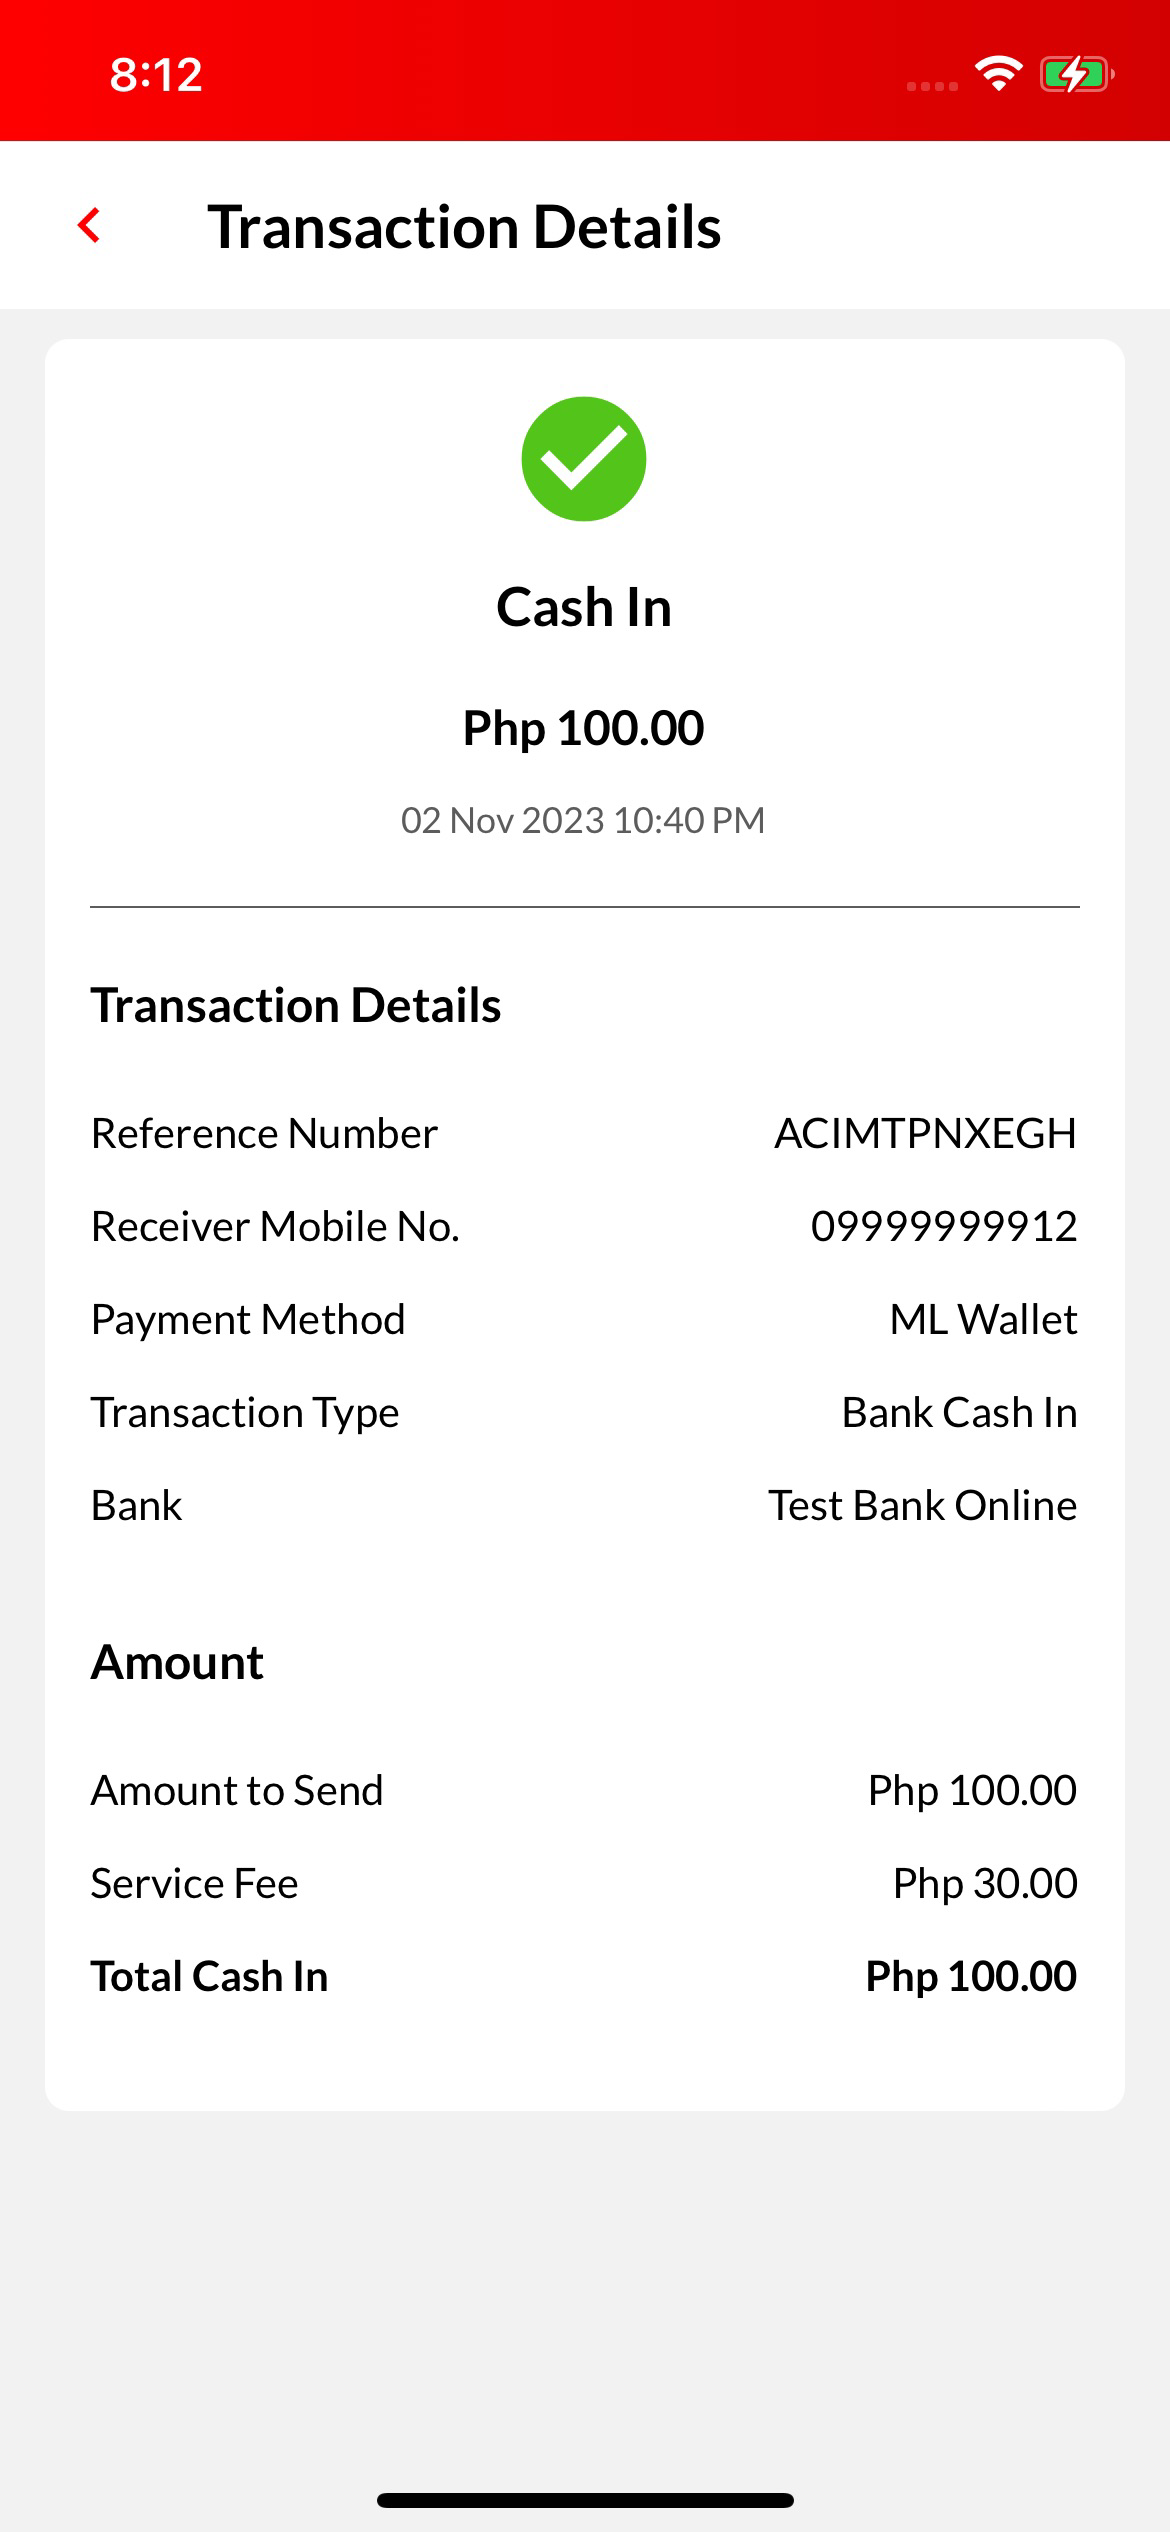 8:12
Transaction Details
Cash In
Php 100.00
02 Nov 2023 10:40 PM
Transaction Details
Reference Number ACIMTPNXEGH
Receiver Mobile No. 09999999912
Payment Method ML Wallet
Transaction Type Bank Cash In
Bank Test Bank Online
Amount
Amount to Send Php 100.00
Service Fee Php 30.00
Total Cash In Php 100.00